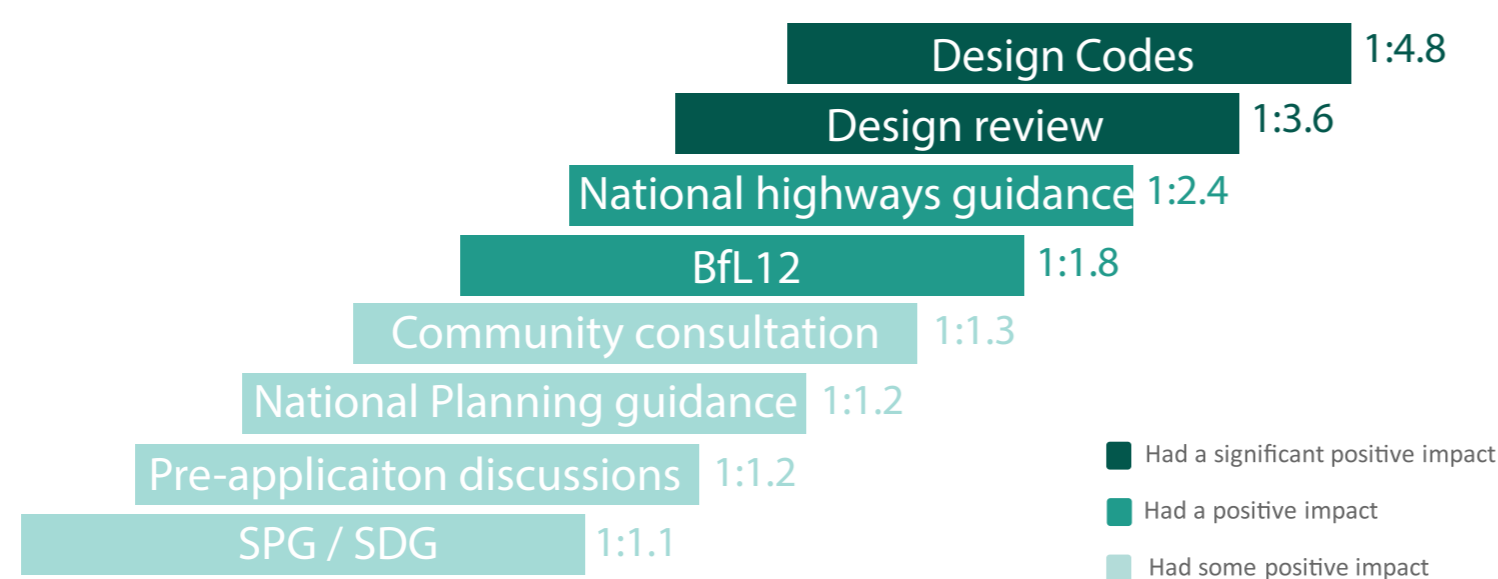 Design Codes 1:4.8
Design review 1:3.6
National highways guidance 1:2.4
BfL12 1:1.8
Community consultation 1:1.3
National Planning guidance 1:1.2
Pre-applicaiton discussions 1:1.2
SPG / SDG 1:1.1
Had a significant positive impact
Had a positive impact
Had some positive impact